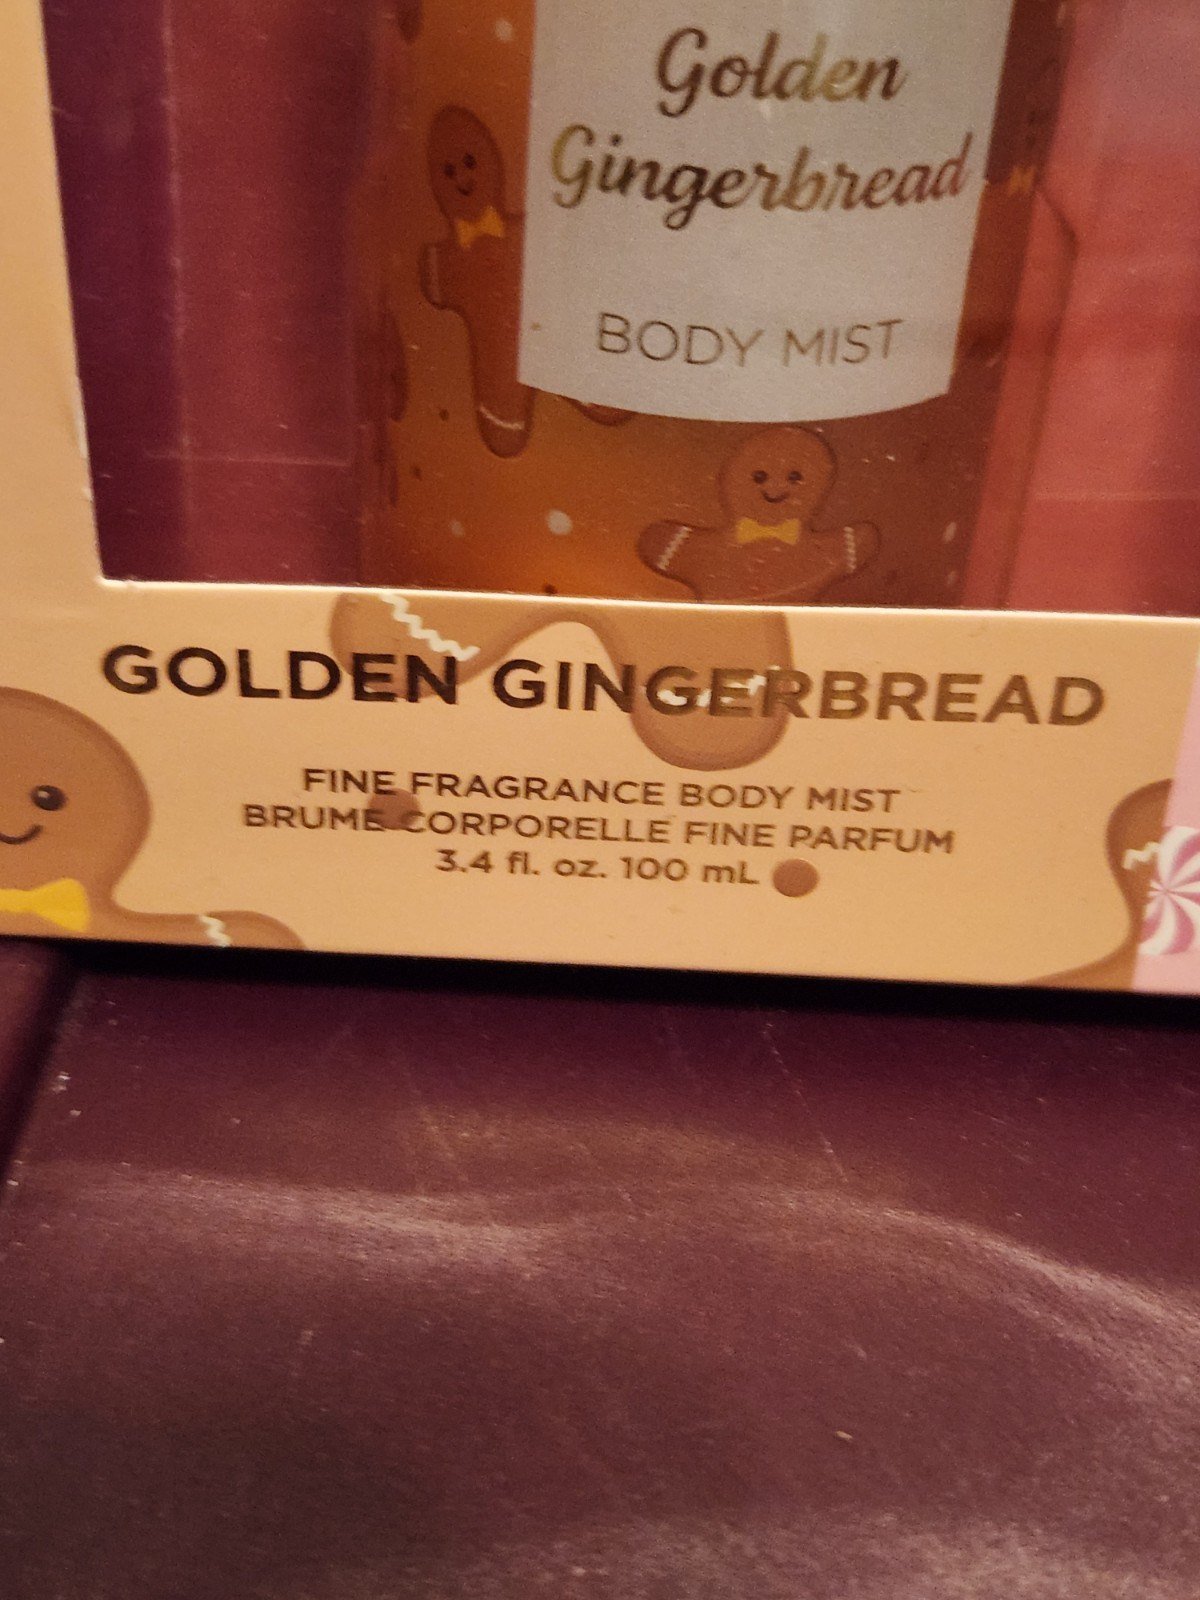 Golden
Gingerbread
BODY MIST
GOLDEN GINGERBREAD
FINE FRAGRANCE BODY MIST
BRUME CORPORELLE FINE PARFUM
3.4 fl. oz. 100 mL